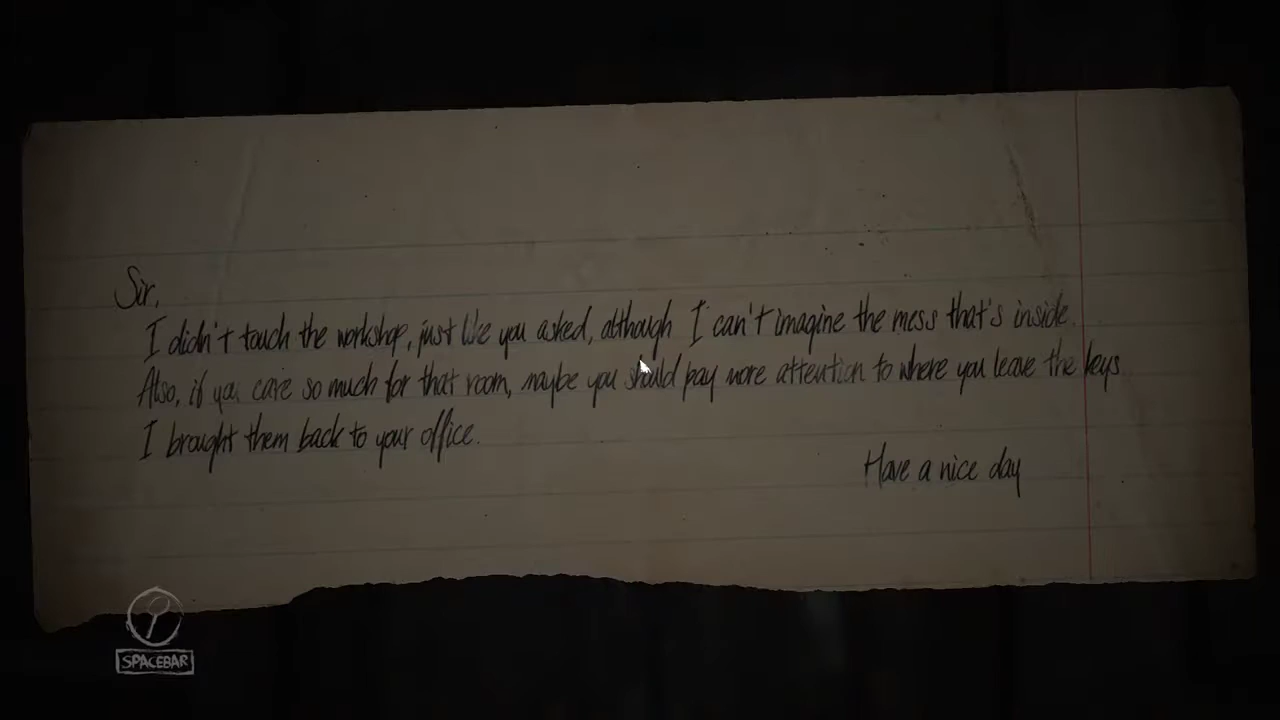 Sir,
I didn't touch the workshop, just like you asked, although I can't imagine the mess that's inside.
Also, if you care so much for that room, maybe you should pay more attention to where you leave the keys.
I brought them back to your office.
Have a nice day
SPACEBAR